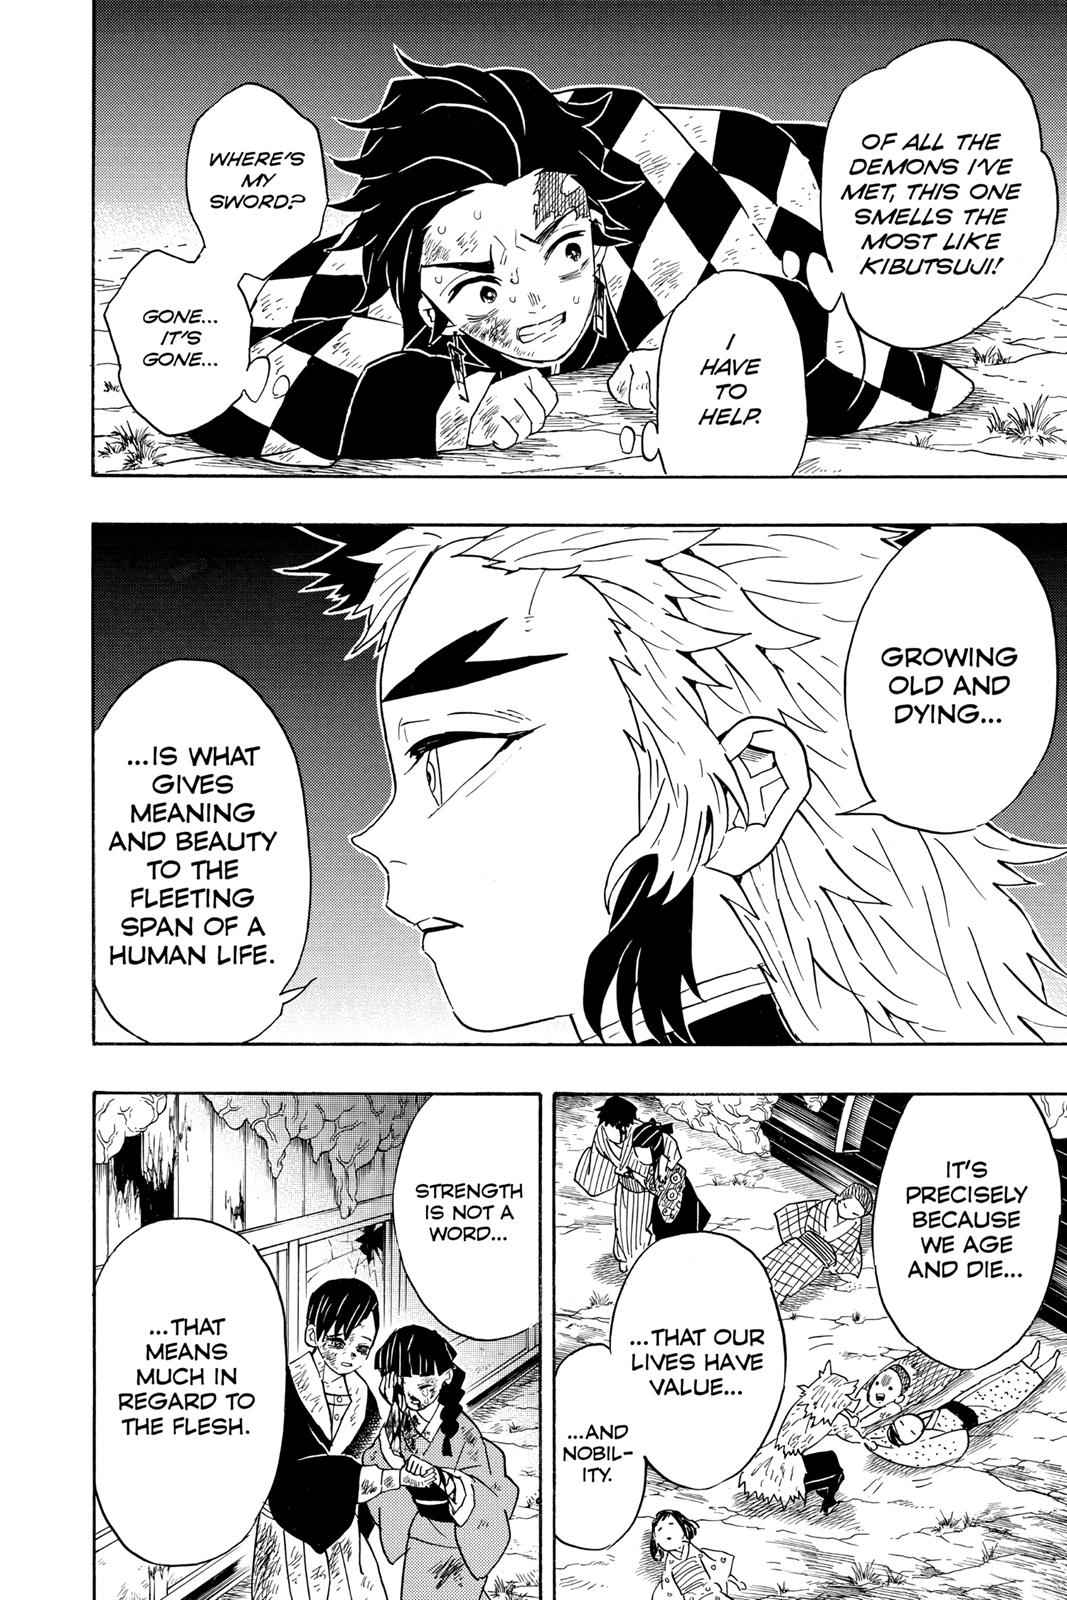 OF ALL THE
DEMONS I'VE
MET, THIS ONE
SMELLS THE
MOST LIKE
KIBUTSUJI!
I
HAVE
TO
HELP.
WHERE'S
MY
SWORD?
GONE...
IT'S
GONE...
GROWING
OLD AND
DYING...
...IS WHAT
GIVES
MEANING
AND BEAUTY
TO THE
FLEETING
SPAN OF A
HUMAN LIFE.
IT'S
PRECISELY
BECAUSE
WE AGE
AND DIE...
...THAT OUR
LIVES HAVE
VALUE...
...AND
NOBIL-
ITY.
STRENGTH
IS NOT A
WORD...
...THAT
MEANS
MUCH IN
REGARD TO
THE FLESH.